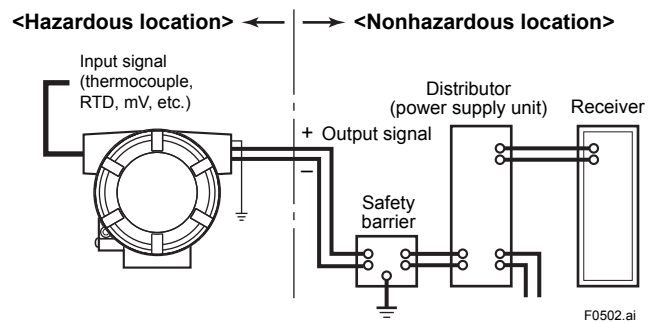 <Hazardous location>
<Nonhazardous location>
Input signal
(thermocouple,
RTD, mV, etc.)
Distributor
(power supply unit)
Receiver
+ Output signal
–
Safety
barrier
F0502.ai